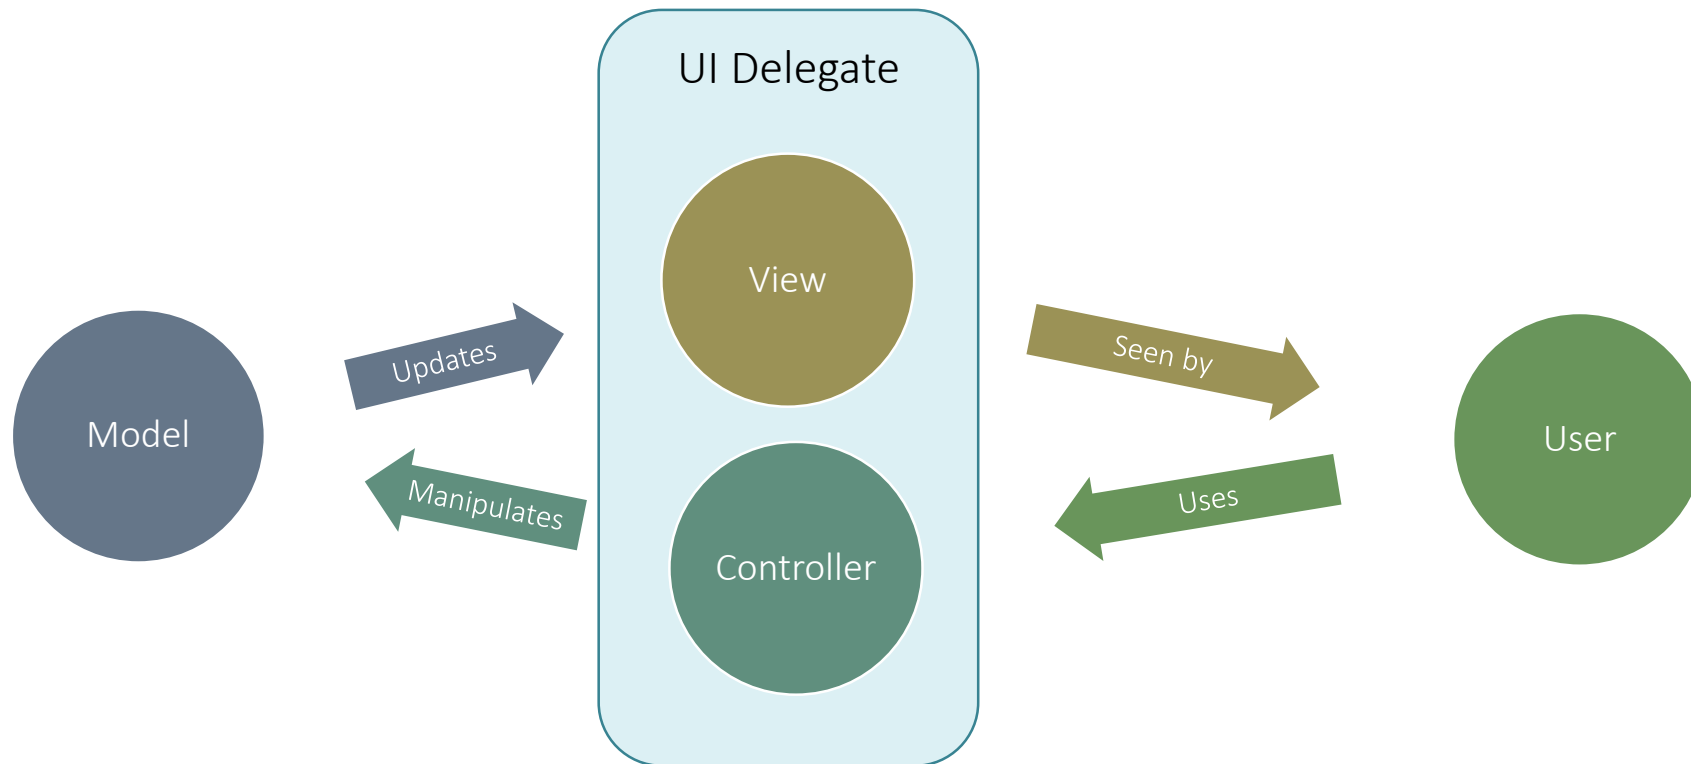 UI Delegate
View
Updates
Seen by
Model
User
Manipulates
Uses
Controller